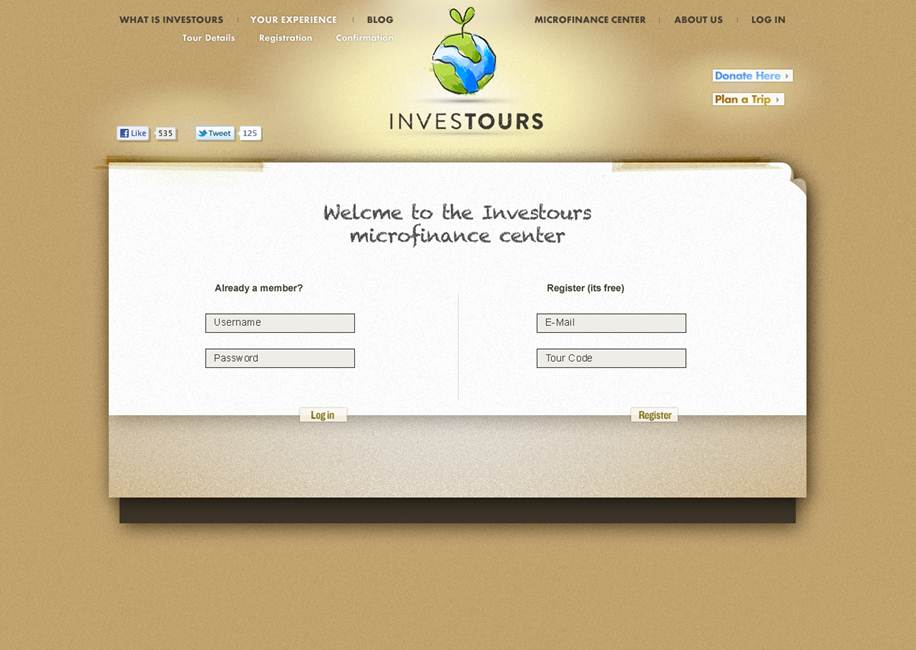 WHAT IS INVESTOURS YOUR EXPERIENCE BLOG MICROFINANCE CENTER ABOUT US LOG IN
Tour Details Registration Confirmation
Donate Here
Plan a Trip
INVESTOURS
Like 535 Tweet 125
Welcme to the Investours
microfinance center
Already a member? Register (its free)
Username E-Mail
Password Tour Code
Log in Register